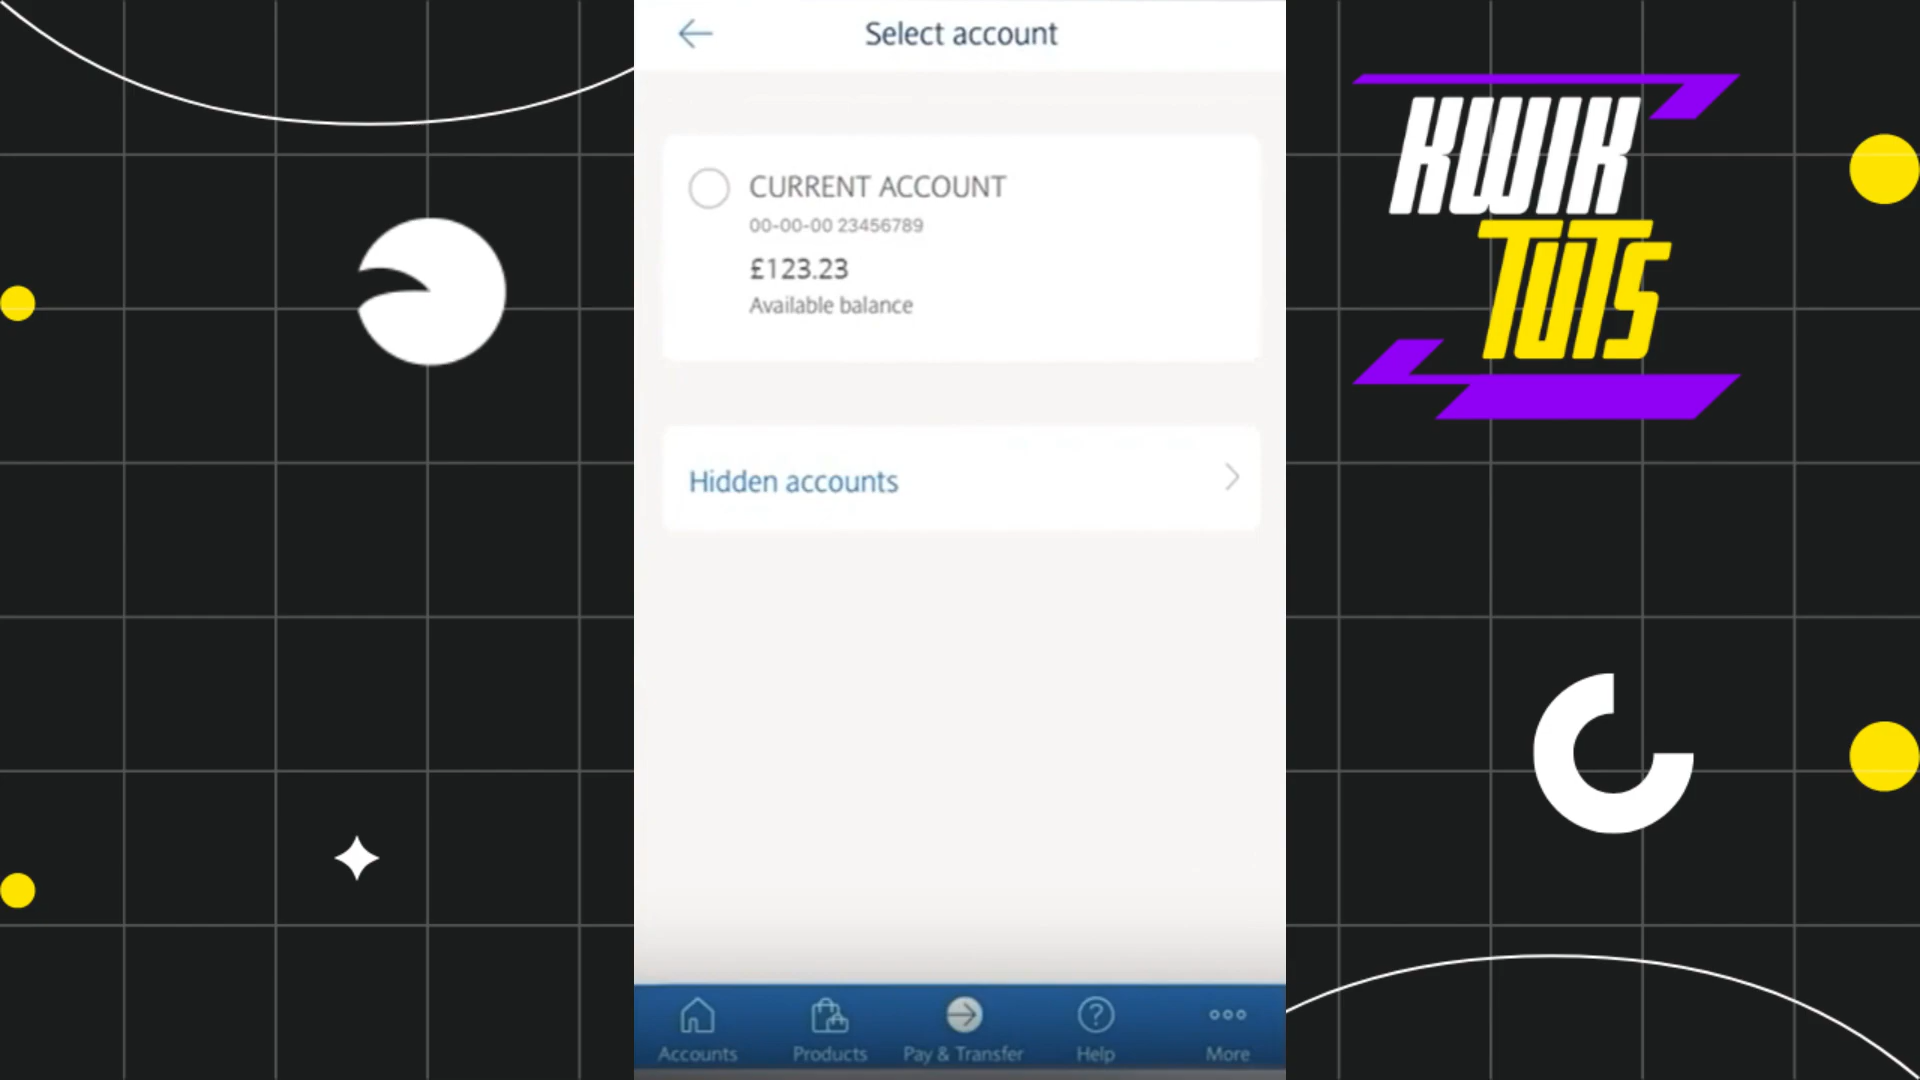 Select account
CURRENT ACCOUNT
00-00-00 23456789
£123.23
Available balance
Hidden accounts
Accounts
Products
Pay & Transfer
Help
More
KWIK
TUTS